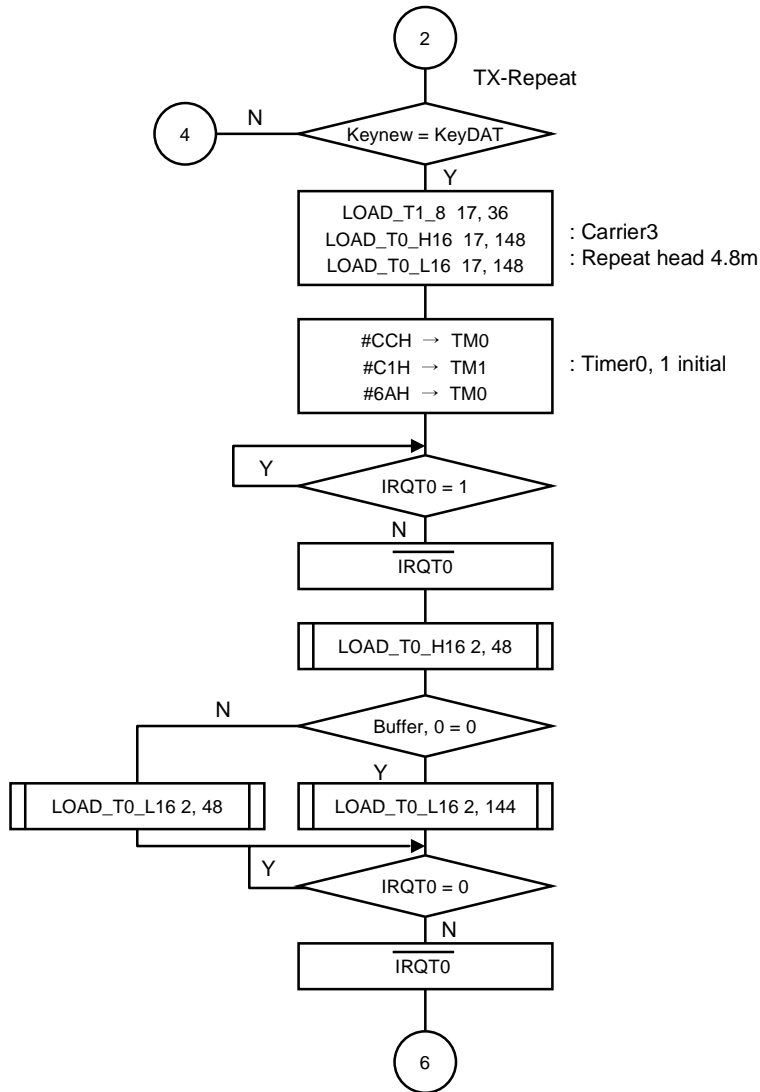 2
TX-Repeat
N
4
Keynew = KeyDAT
Y
LOAD_T1_8 17, 36
LOAD_T0_H16 17, 148
LOAD_T0_L16 17, 148
: Carrier3
: Repeat head 4.8m
#CCH → TM0
#C1H → TM1
#6AH → TM0
: Timer0, 1 initial
Y
IRQT0 = 1
N
IRQT0
LOAD_T0_H16 2, 48
N
Buffer, 0 = 0
Y
LOAD_T0_L16 2, 48
LOAD_T0_L16 2, 144
Y
IRQT0 = 0
N
IRQT0
6